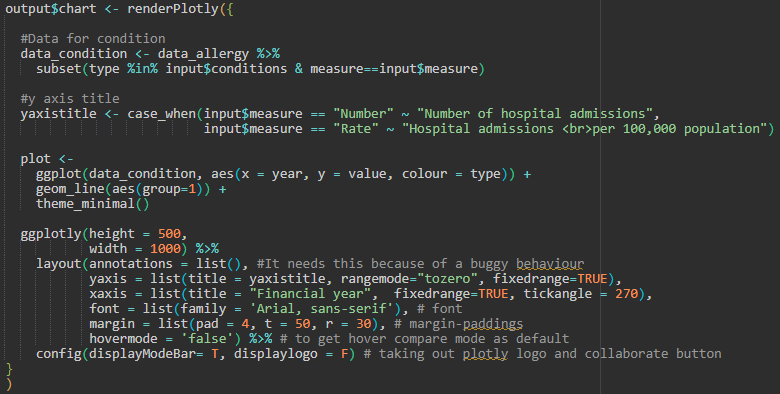 output$chart <- renderPlotly({
#Data for condition
data_condition <- data_allergy %>%
subset(type %in% input$conditions & measure==input$measure)
#y axis title
yaxistitle <- case_when(input$measure == "Number" ~ "Number of hospital admissions",
input$measure == "Rate" ~ "Hospital admissions <br>per 100,000 population")
plot <-
ggplot(data_condition, aes(x = year, y = value, colour = type)) +
geom_line(aes(group=1)) +
theme_minimal()
ggplotly(height = 500,
width = 1000) %>%
layout(annotations = list(), #It needs this because of a buggy behaviour
yaxis = list(title = yaxistitle, rangemode="tozero", fixedrange=TRUE),
xaxis = list(title = "Financial year",  fixedrange=TRUE, tickangle = 270),
font = list(family = 'Arial, sans-serif'), # font
margin = list(pad = 4, t = 50, r = 30), # margin-paddings
hovermode = 'false') %>% # to get hover compare mode as default
config(displayModeBar= T, displaylogo = F) # taking out plotly logo and collaborate button
}
)